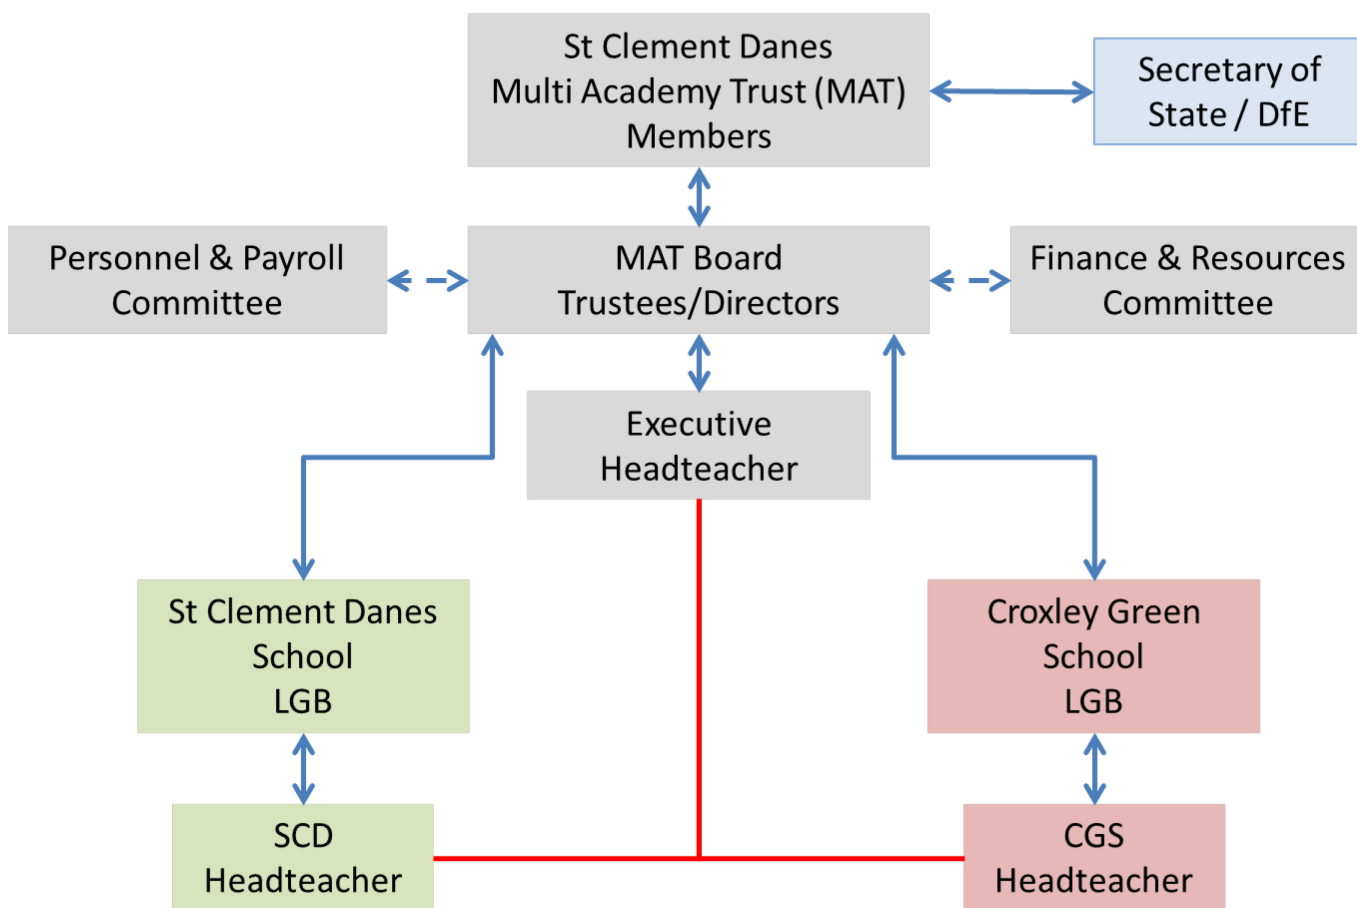 St Clement Danes
Multi Academy Trust (MAT)
Members
Secretary of
State / DfE
Personnel & Payroll
Committee
MAT Board
Trustees/Directors
Finance & Resources
Committee
Executive
Headteacher
St Clement Danes
School
LGB
Croxley Green
School
LGB
SCD
Headteacher
CGS
Headteacher